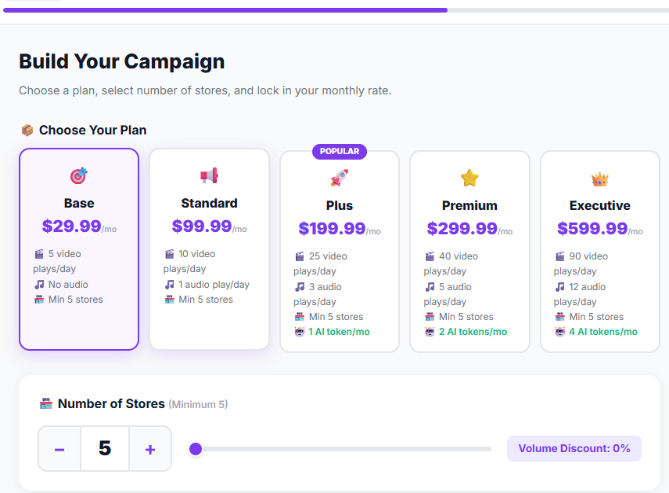 Build Your Campaign
Choose a plan, select number of stores, and lock in your monthly rate.
Choose Your Plan
Base
$29.99/mo
5 video
plays/day
No audio
Min 5 stores
Standard
$99.99/mo
10 video
plays/day
1 audio play/day
Min 5 stores
POPULAR
Plus
$199.99/mo
25 video
plays/day
3 audio
plays/day
Min 5 stores
1 AI token/mo
Premium
$299.99/mo
40 video
plays/day
5 audio
plays/day
Min 5 stores
2 AI tokens/mo
Executive
$599.99/mo
90 video
plays/day
12 audio
plays/day
Min 5 stores
4 AI tokens/mo
Number of Stores (Minimum 5)
− 5 +
Volume Discount: 0%